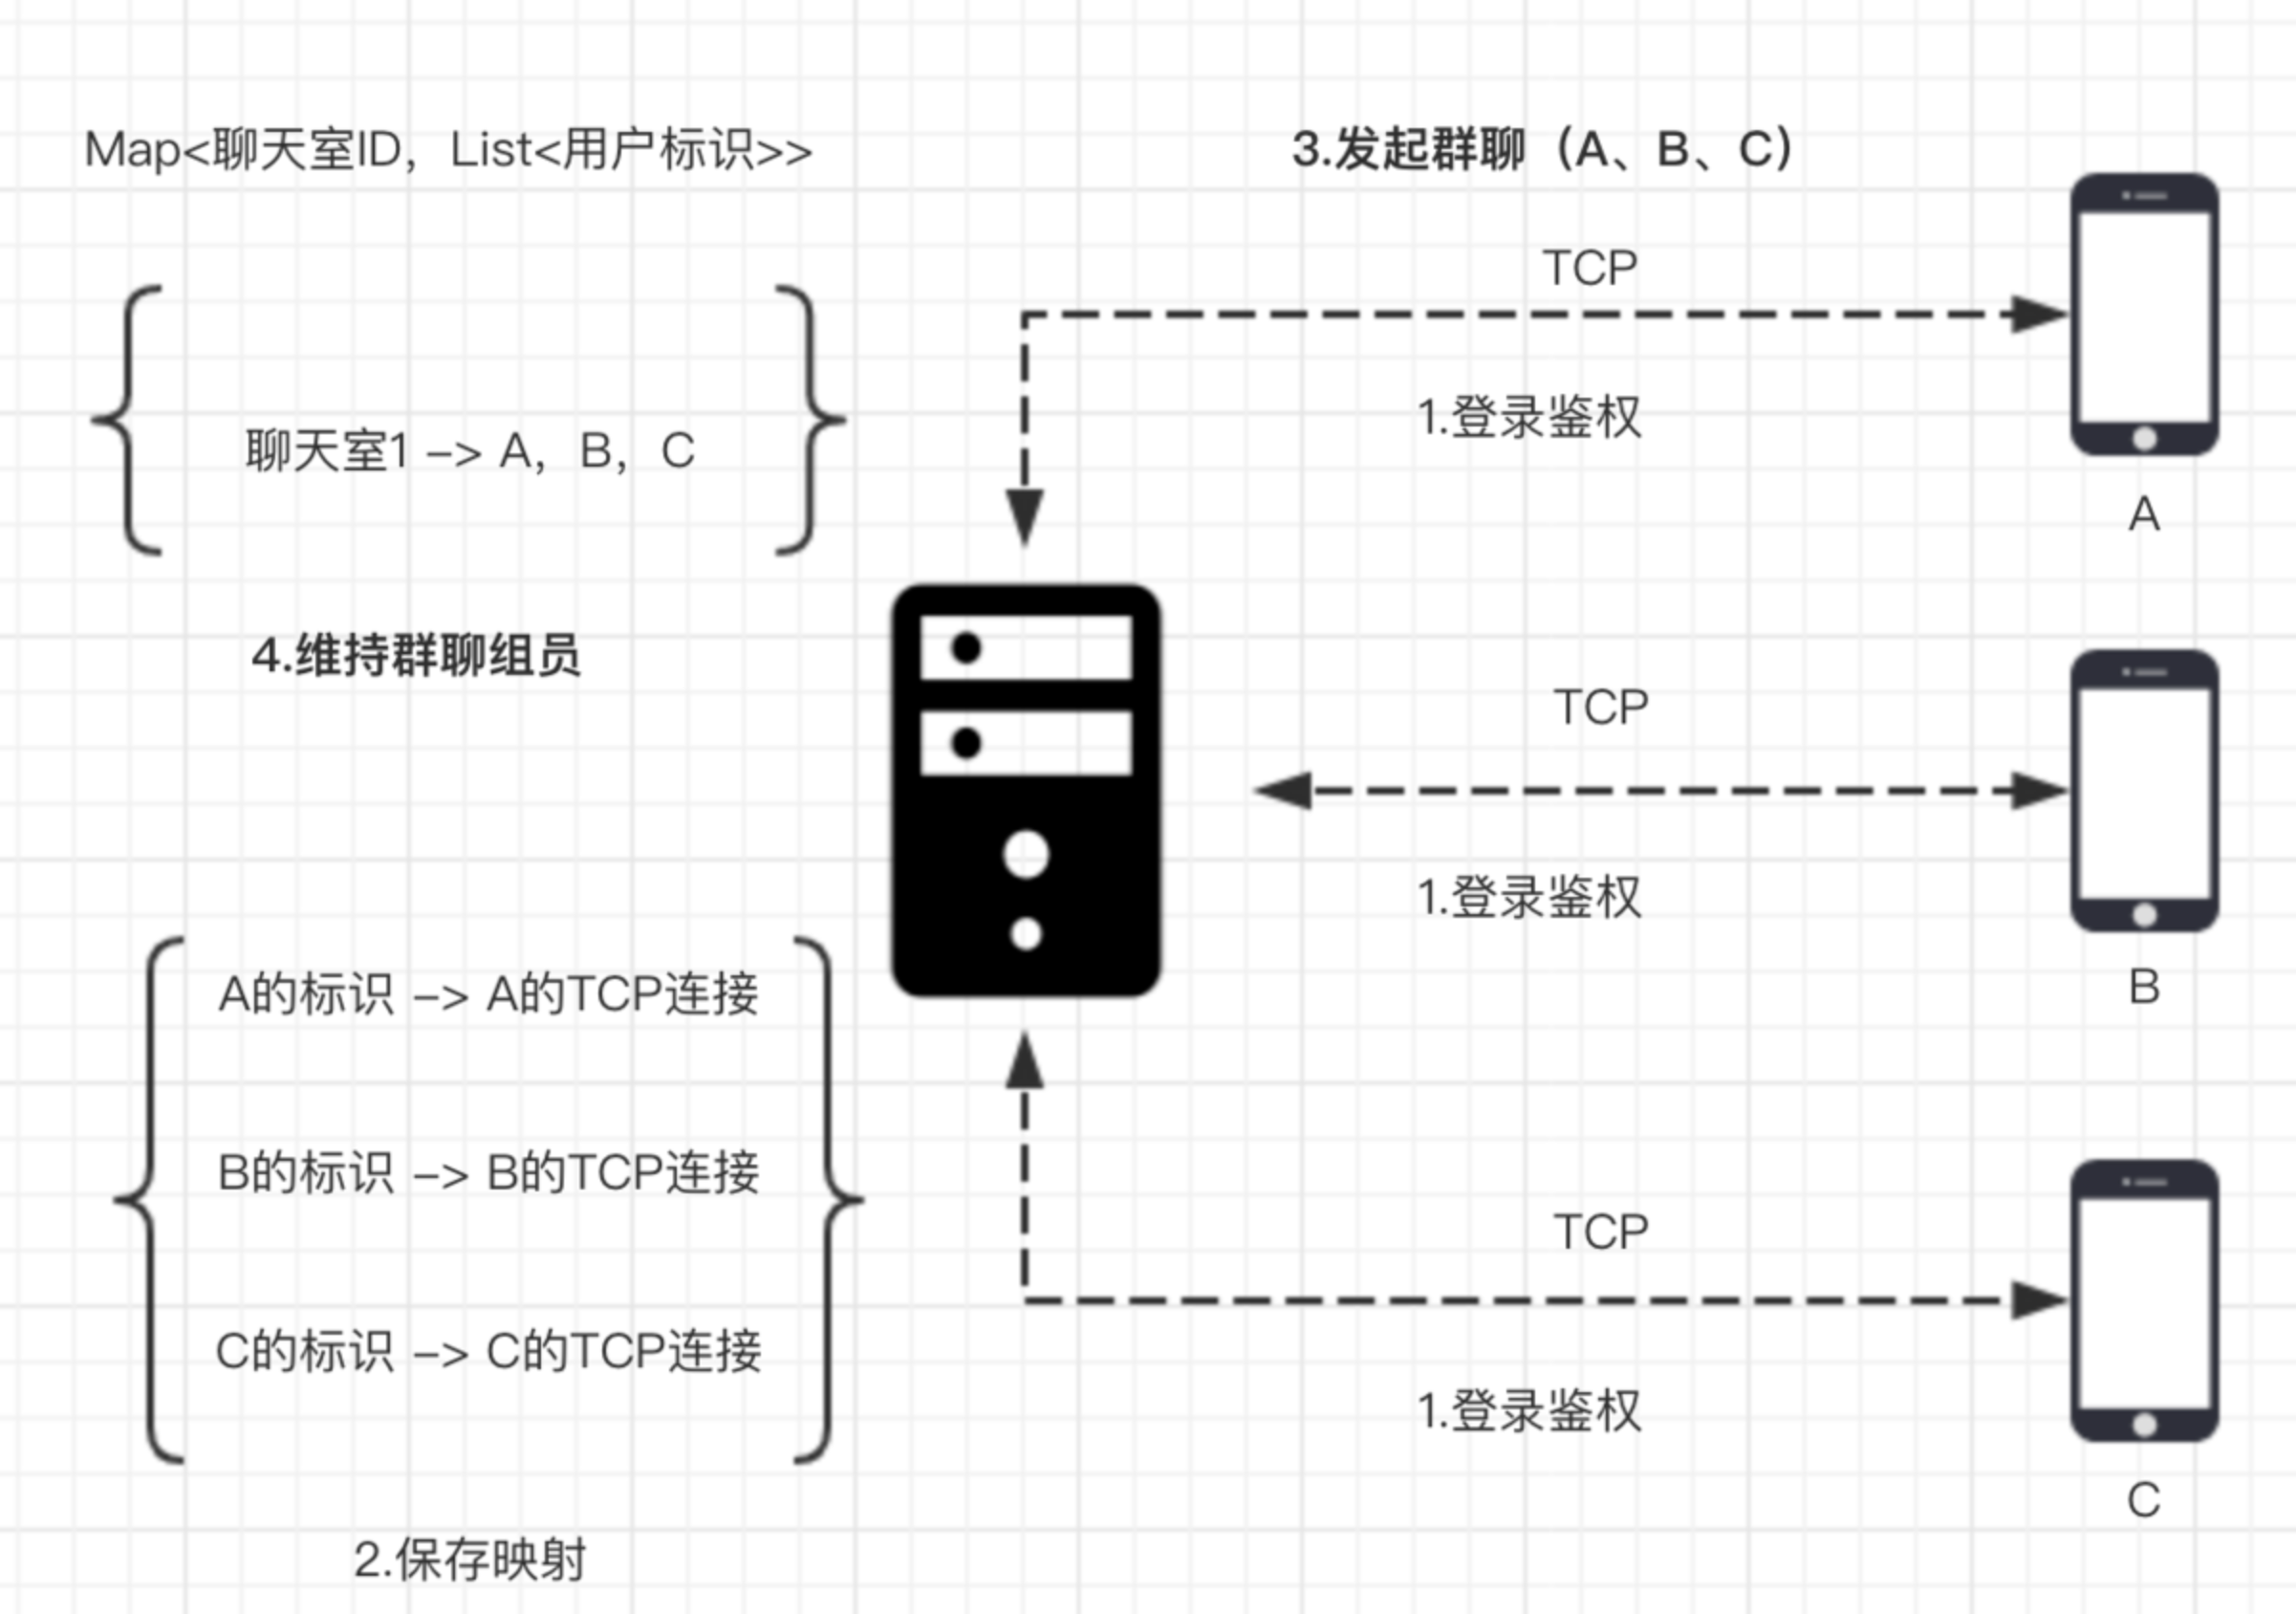 Map<聊天室ID，List<用户标识>>
3.发起群聊（A、B、C）
TCP
1.登录鉴权
A
聊天室1 –> A，B，C
4.维持群聊组员
TCP
1.登录鉴权
B
A的标识 –> A的TCP连接
B的标识 –> B的TCP连接
C的标识 –> C的TCP连接
TCP
1.登录鉴权
C
2.保存映射